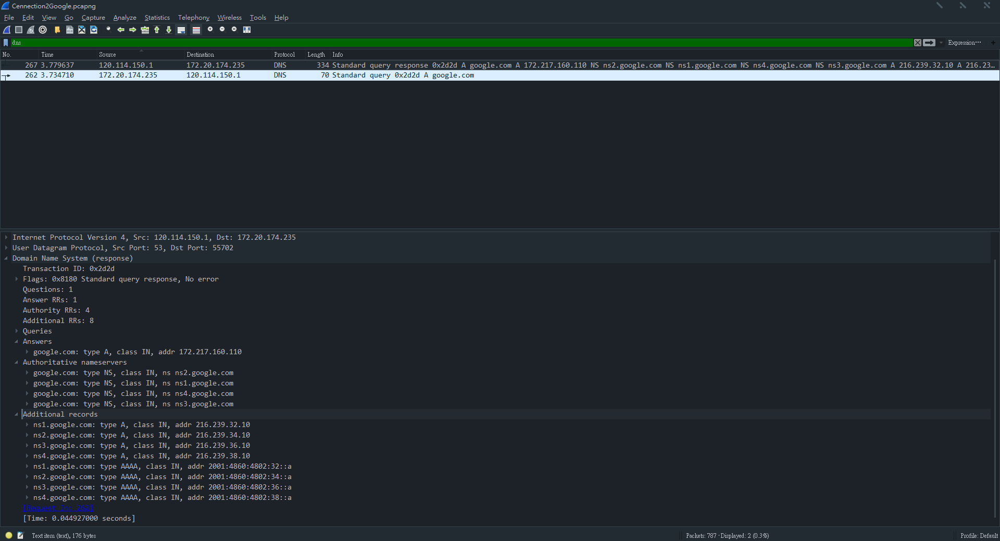 Cennection2Google.pcapng
File Edit View Go Capture Analyze Statistics Telephony Wireless Tools Help
dns Expression… +
No. Time Source Destination Protocol Length Info
267 3.779637 120.114.150.1 172.20.174.235 DNS 334 Standard query response 0x2d2d A google.com A 172.217.160.110 NS ns2.google.com NS ns1.google.com NS ns4.google.com NS ns3.google.com A 216.239.32.10 A 216.23…
262 3.734710 172.20.174.235 120.114.150.1 DNS 70 Standard query 0x2d2d A google.com
Internet Protocol Version 4, Src: 120.114.150.1, Dst: 172.20.174.235
User Datagram Protocol, Src Port: 53, Dst Port: 55702
Domain Name System (response)
Transaction ID: 0x2d2d
Flags: 0x8180 Standard query response, No error
Questions: 1
Answer RRs: 1
Authority RRs: 4
Additional RRs: 8
Queries
Answers
google.com: type A, class IN, addr 172.217.160.110
Authoritative nameservers
google.com: type NS, class IN, ns ns2.google.com
google.com: type NS, class IN, ns ns1.google.com
google.com: type NS, class IN, ns ns4.google.com
google.com: type NS, class IN, ns ns3.google.com
Additional records
ns1.google.com: type A, class IN, addr 216.239.32.10
ns2.google.com: type A, class IN, addr 216.239.34.10
ns3.google.com: type A, class IN, addr 216.239.36.10
ns4.google.com: type A, class IN, addr 216.239.38.10
ns1.google.com: type AAAA, class IN, addr 2001:4860:4802:32::a
ns2.google.com: type AAAA, class IN, addr 2001:4860:4802:34::a
ns3.google.com: type AAAA, class IN, addr 2001:4860:4802:36::a
ns4.google.com: type AAAA, class IN, addr 2001:4860:4802:38::a
[Request In: 262]
[Time: 0.044927000 seconds]
Text item (text), 176 bytes Packets: 787 · Displayed: 2 (0.3%) Profile: Default